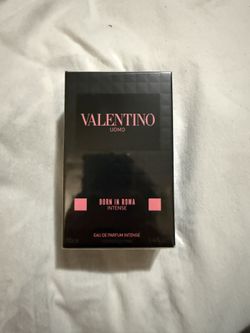 VALENTINO
UOMO
BORN IN ROMA
INTENSE
EAU DE PARFUM INTENSE